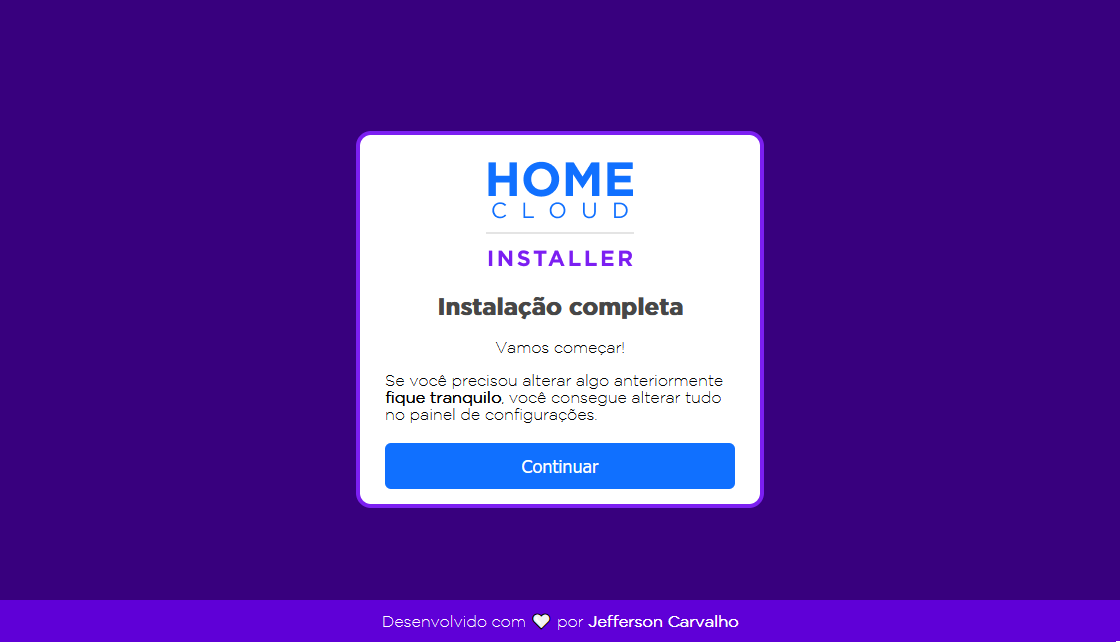 HOME
CLOUD
INSTALLER
Instalação completa
Vamos começar!
Se você precisou alterar algo anteriormente
fique tranquilo, você consegue alterar tudo
no painel de configurações.
Continuar
Desenvolvido com 🤍 por Jefferson Carvalho